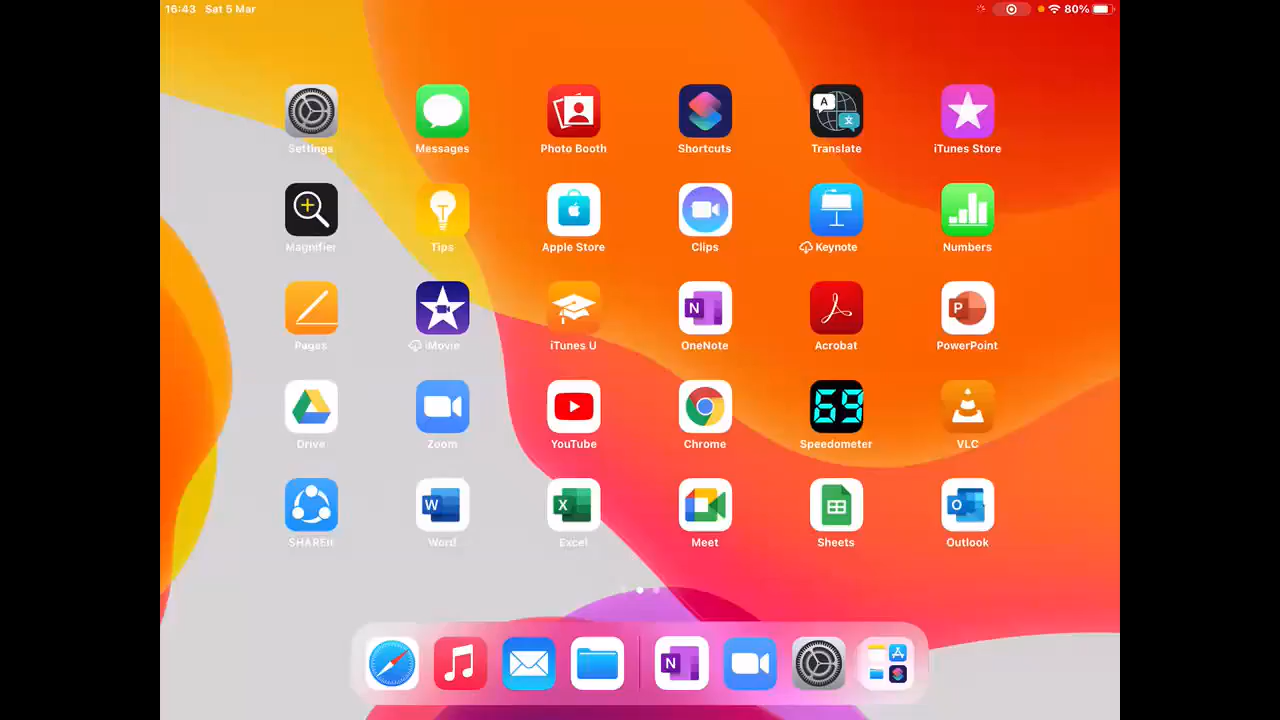 16:43 Sat 5 Mar 80%
Settings Messages Photo Booth Shortcuts Translate iTunes Store
Magnifier Tips Apple Store Clips Keynote Numbers
Pages iMovie iTunes U OneNote Acrobat PowerPoint
Drive Zoom YouTube Chrome Speedometer VLC
SHAREit Word Excel Meet Sheets Outlook